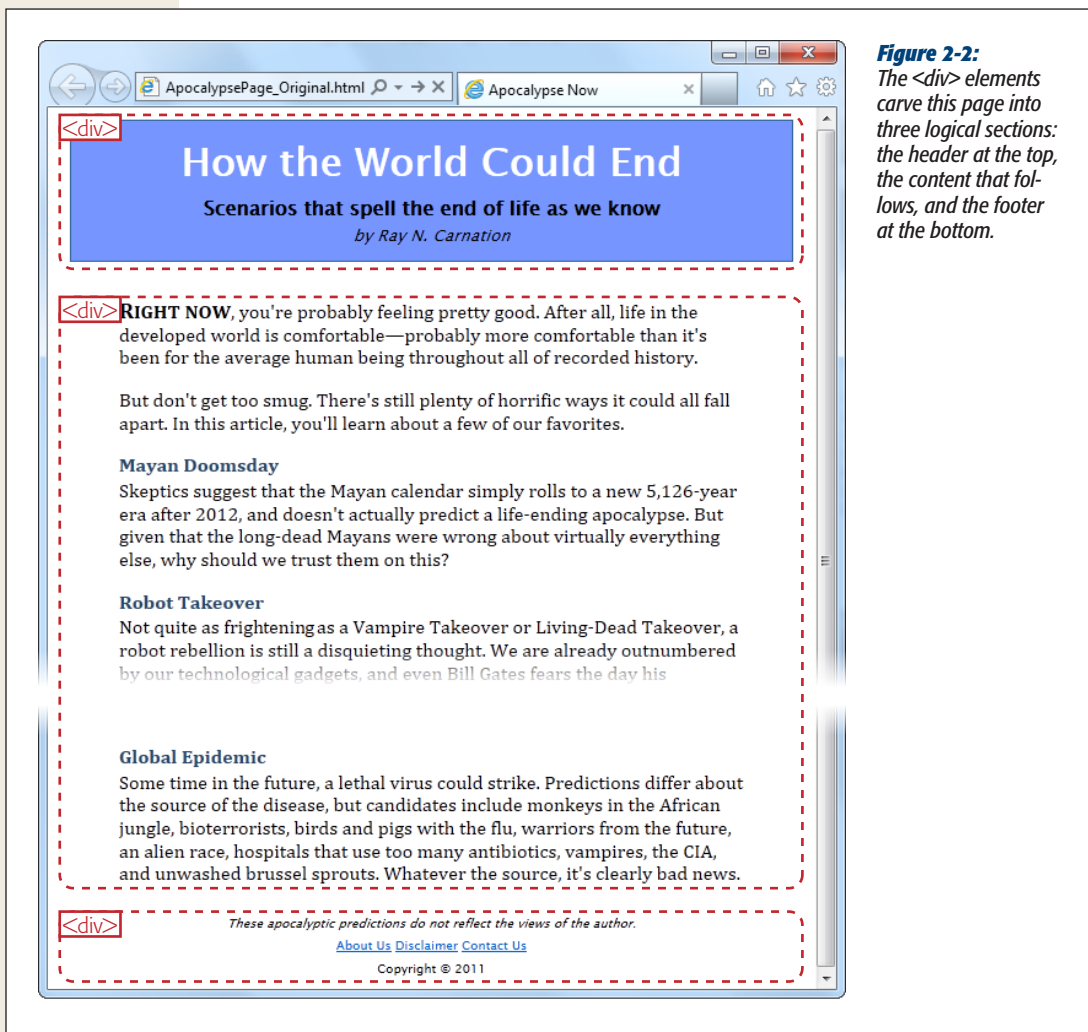 ApocalypsePage_Original.html
Apocalypse Now
<div>
How the World Could End
Scenarios that spell the end of life as we know
by Ray N. Carnation
<div>
RIGHT NOW, you're probably feeling pretty good. After all, life in the
developed world is comfortable—probably more comfortable than it's
been for the average human being throughout all of recorded history.
But don't get too smug. There's still plenty of horrific ways it could all fall
apart. In this article, you'll learn about a few of our favorites.
Mayan Doomsday
Skeptics suggest that the Mayan calendar simply rolls to a new 5,126-year
era after 2012, and doesn't actually predict a life-ending apocalypse. But
given that the long-dead Mayans were wrong about virtually everything
else, why should we trust them on this?
Robot Takeover
Not quite as frightening as a Vampire Takeover or Living-Dead Takeover, a
robot rebellion is still a disquieting thought. We are already outnumbered
by our technological gadgets, and even Bill Gates fears the day his
Global Epidemic
Some time in the future, a lethal virus could strike. Predictions differ about
the source of the disease, but candidates include monkeys in the African
jungle, bioterrorists, birds and pigs with the flu, warriors from the future,
an alien race, hospitals that use too many antibiotics, vampires, the CIA,
and unwashed brussel sprouts. Whatever the source, it's clearly bad news.
<div>
These apocalyptic predictions do not reflect the views of the author.
About Us Disclaimer Contact Us
Copyright © 2011
Figure 2-2:
The <div> elements
carve this page into
three logical sections:
the header at the top,
the content that fol-
lows, and the footer
at the bottom.